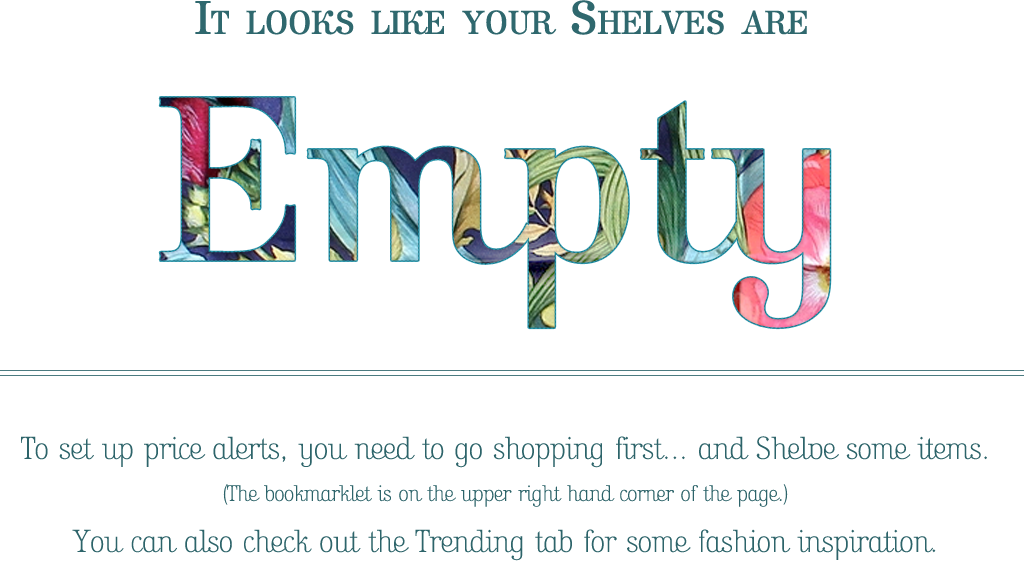 It looks like your Shelves are
Empty
To set up price alerts, you need to go shopping first... and Shelve some items.
(The bookmarklet is on the upper right hand corner of the page.)
You can also check out the Trending tab for some fashion inspiration.